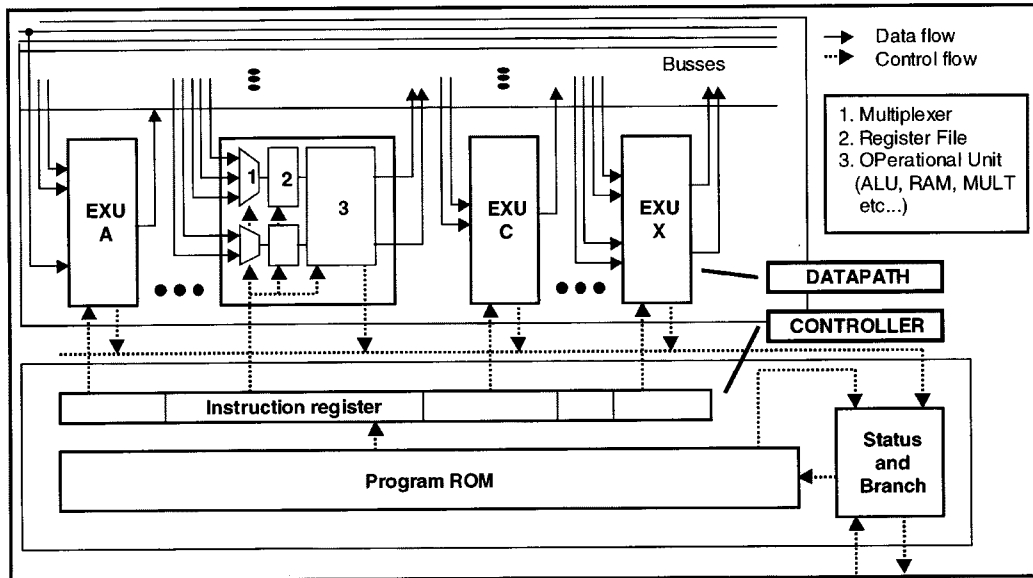 Busses
Data flow
Control flow
1. Multiplexer
2. Register File
3. OPerational Unit
(ALU, RAM, MULT
etc...)
EXU
A
1
2
3
EXU
C
EXU
X
DATAPATH
CONTROLLER
Instruction register
Program ROM
Status
and
Branch